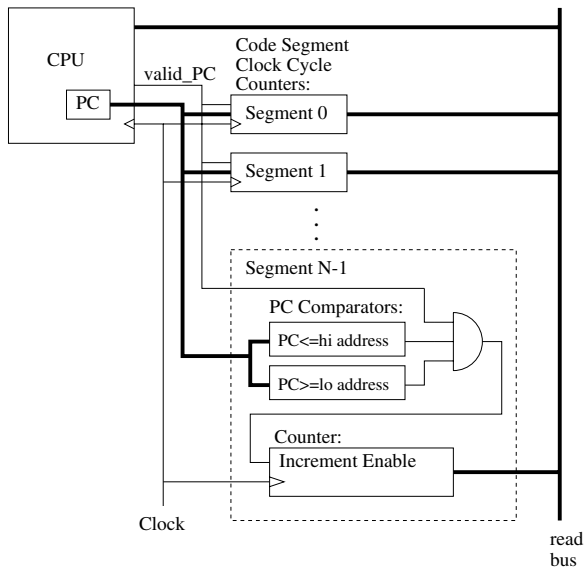 CPU
PC
valid_PC
Code Segment
Clock Cycle
Counters:
Segment 0
Segment 1
Segment N-1
PC Comparators:
PC<=hi address
PC>=lo address
Counter:
Increment Enable
Clock
read
bus